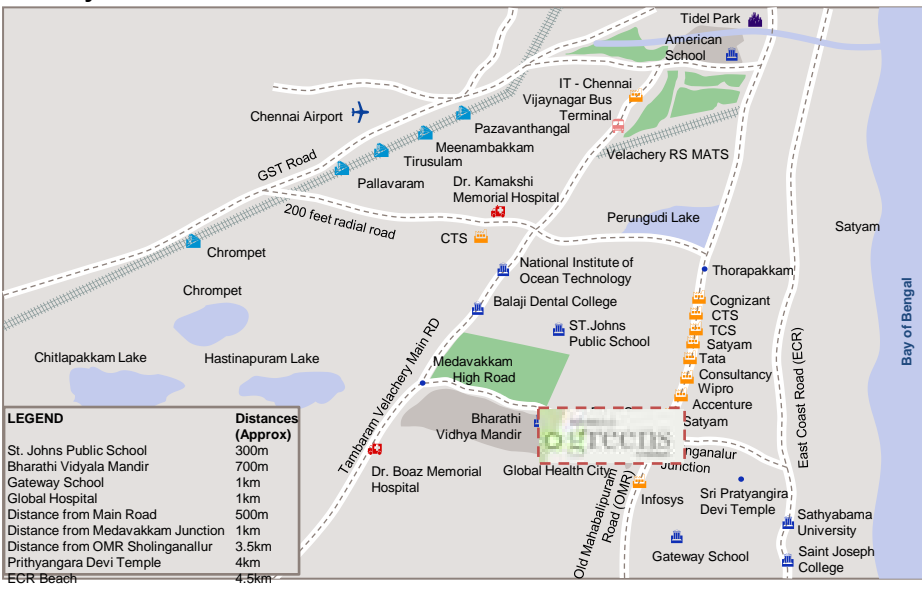 Tidel Park
American
School
IT - Chennai
Vijaynagar Bus
Terminal
Chennai Airport
Pazavanthangal
Meenambakkam
Tirusulam
Pallavaram
Velachery RS MATS
GST Road
Dr. Kamakshi
Memorial Hospital
200 feet radial road
Perungudi Lake
Satyam
CTS
Chrompet
National Institute of
Ocean Technology
Thorapakkam
Chrompet
Balaji Dental College
Cognizant
CTS
ST.Johns
Public School
TCS
Satyam
Bay of Bengal
Chitlapakkam Lake
Hastinapuram Lake
Tambaram Velachery Main RD
Medavakkam
High Road
Tata
Consultancy
Wipro
Accenture
East Coast Road (ECR)
Bharathi
Vidhya Mandir
greens
Satyam
nganalur
Junction
Dr. Boaz Memorial
Hospital
Global Health City
Old Mahabalipuram
Road (OMR)
Infosys
Sri Pratyangira
Devi Temple
Sathyabama
University
Gateway School
Saint Joseph
College
LEGEND Distances
(Approx)
St. Johns Public School 300m
Bharathi Vidyala Mandir 700m
Gateway School 1km
Global Hospital 1km
Distance from Main Road 500m
Distance from Medavakkam Junction 1km
Distance from OMR Sholinganallur 3.5km
Prithyangara Devi Temple 4km
ECR Beach 4.5km